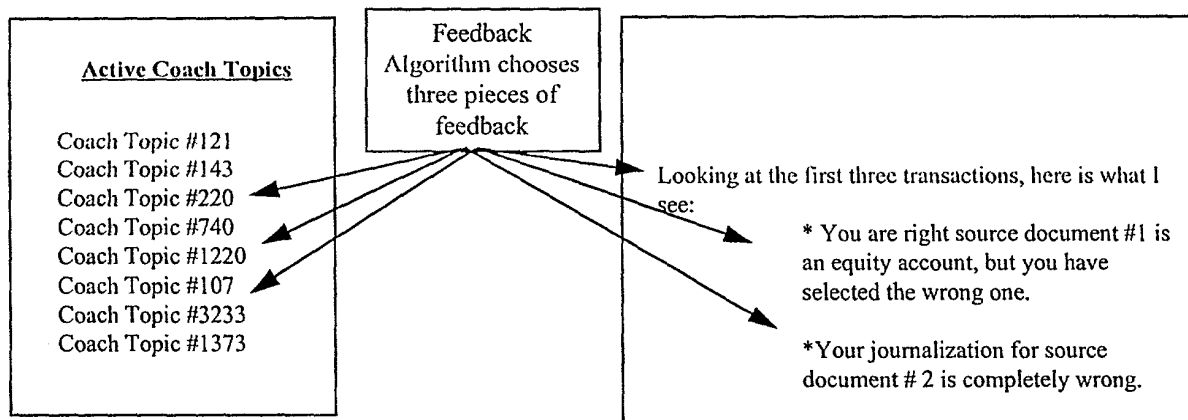 Active Coach Topics
Coach Topic #121
Coach Topic #143
Coach Topic #220
Coach Topic #740
Coach Topic #1220
Coach Topic #107
Coach Topic #3233
Coach Topic #1373
Feedback
Algorithm chooses
three pieces of
feedback
Looking at the first three transactions, here is what I
see:
* You are right source document #1 is
an equity account, but you have
selected the wrong one.
*Your journalization for source
document # 2 is completely wrong.